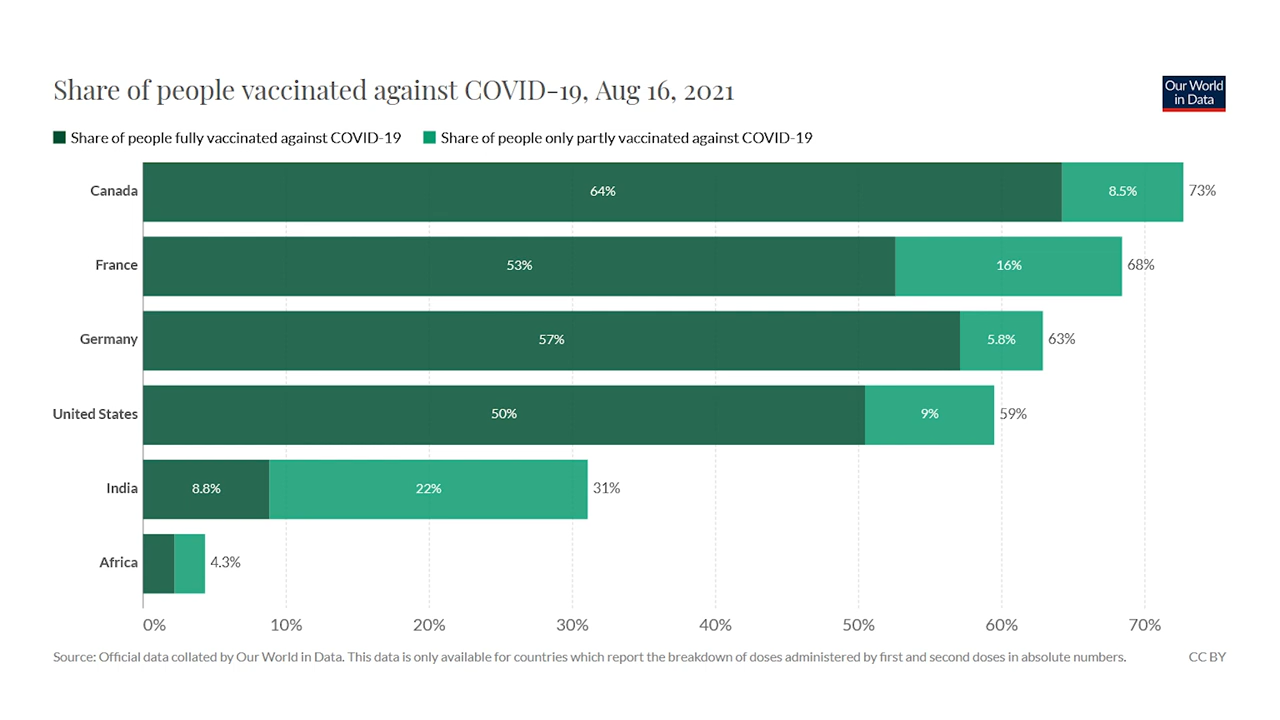 Share of people vaccinated against COVID-19, Aug 16, 2021
Our World
in Data
Share of people fully vaccinated against COVID-19 Share of people only partly vaccinated against COVID-19
Canada 64% 8.5% 73%
France 53% 16% 68%
Germany 57% 5.8% 63%
United States 50% 9% 59%
India 8.8% 22% 31%
Africa 4.3%
0% 10% 20% 30% 40% 50% 60% 70%
Source: Official data collated by Our World in Data. This data is only available for countries which report the breakdown of doses administered by first and second doses in absolute numbers. CC BY